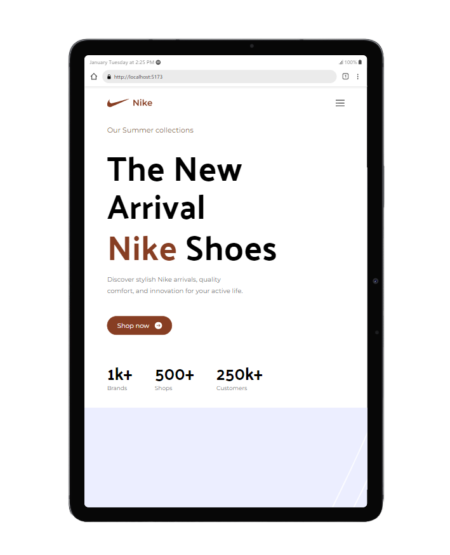 January Tuesday at 2:25 PM
100%
http://localhost:5173
Nike
Our Summer collections
The New
Arrival
Nike Shoes
Discover stylish Nike arrivals, quality
comfort, and innovation for your active life.
Shop now
1k+ 500+ 250k+
Brands Shops Customers